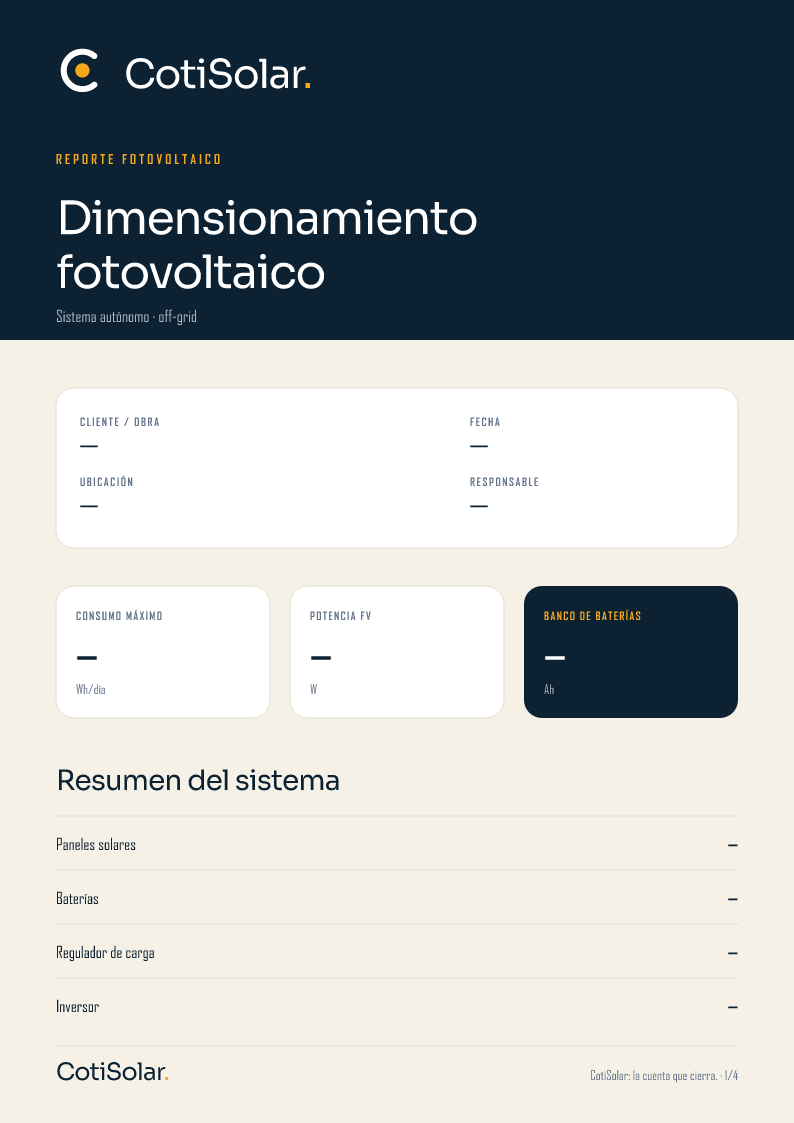 CotiSolar.
REPORTE FOTOVOLTAICO
Dimensionamiento
fotovoltaico
Sistema autónomo · off-grid
CLIENTE / OBRA
—
FECHA
—
UBICACIÓN
—
RESPONSABLE
—
CONSUMO MÁXIMO
—
Wh/día
POTENCIA FV
—
W
BANCO DE BATERÍAS
—
Ah
Resumen del sistema
Paneles solares –
Baterías –
Regulador de carga –
Inversor –
CotiSolar.
CotiSolar: la cuenta que cierra. · 1/4